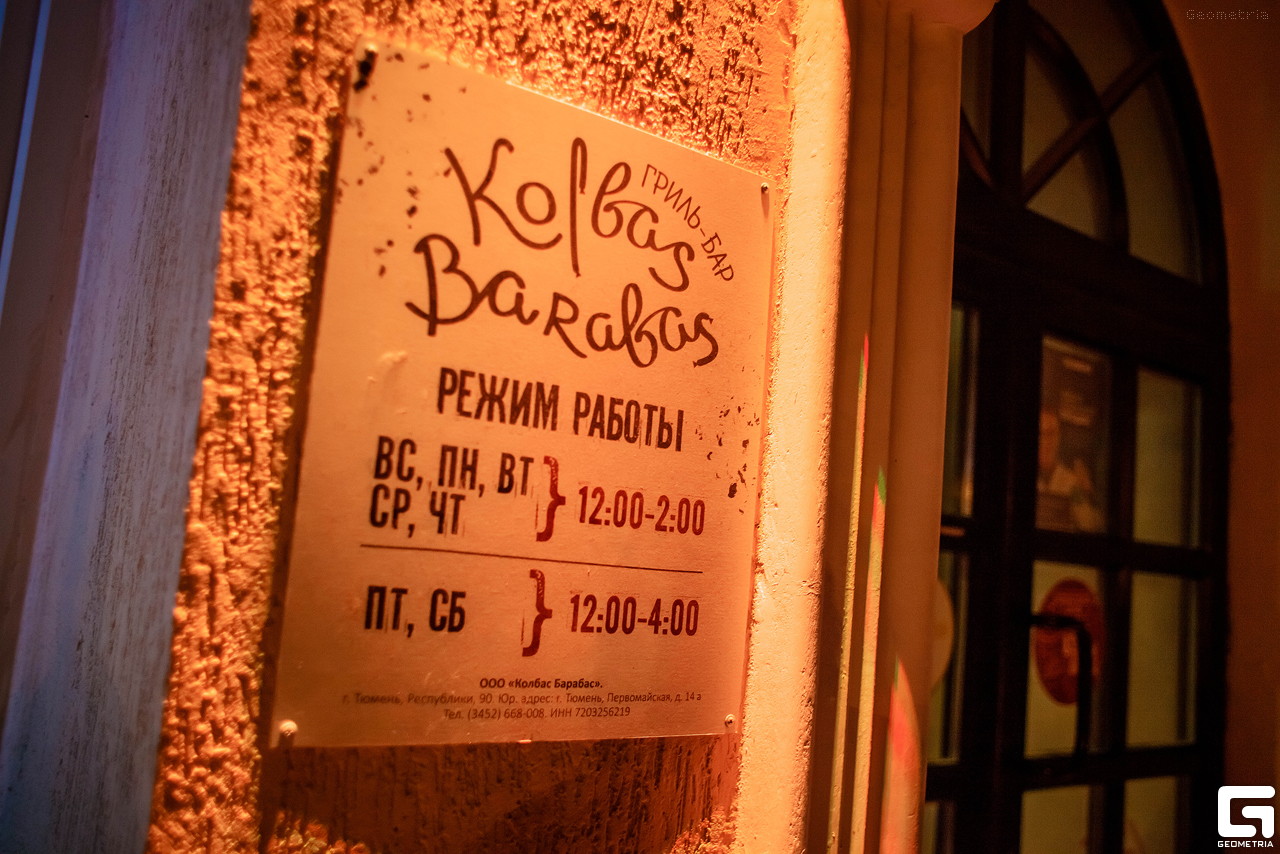 Geometria
Kolbas
ГРИЛЬ-БАР
Barabas
РЕЖИМ РАБОТЫ
ВС, ПН, ВТ
СР, ЧТ
} 12:00-2:00
ПТ, СБ } 12:00-4:00
ООО «Колбас Барабас».
г. Тюмень, Республики, 90. Юр. адрес: г. Тюмень, Первомайская, д. 14 а
Тел. (3452) 668-008. ИНН 7203256219
GEOMETRIA